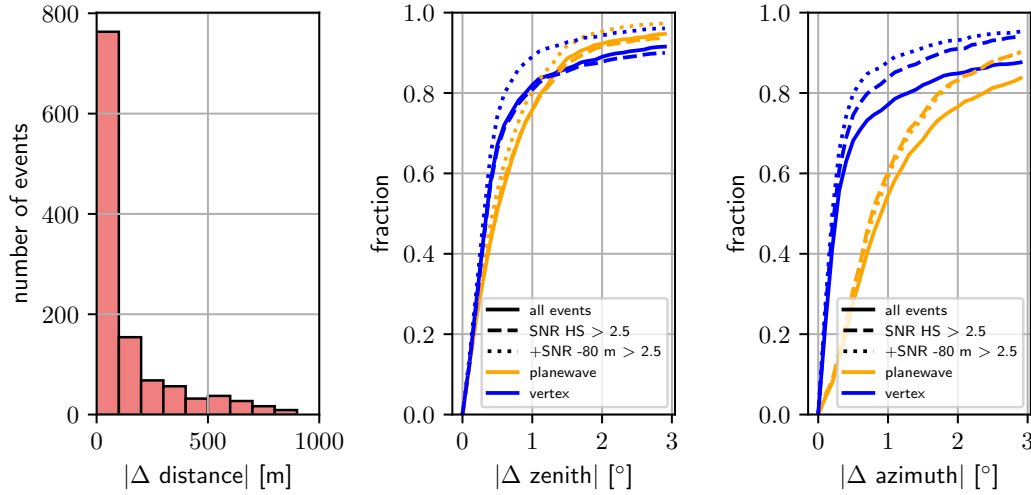 800
600
400
200
0
number of events
0
500
1000
|Δ distance| [m]
1.0
0.8
0.6
0.4
0.2
0.0
fraction
all events
SNR HS > 2.5
+SNR -80 m > 2.5
planewave
vertex
0
1
2
3
|Δ zenith| [°]
1.0
0.8
0.6
0.4
0.2
0.0
fraction
all events
SNR HS > 2.5
+SNR -80 m > 2.5
planewave
vertex
0
1
2
3
|Δ azimuth| [°]